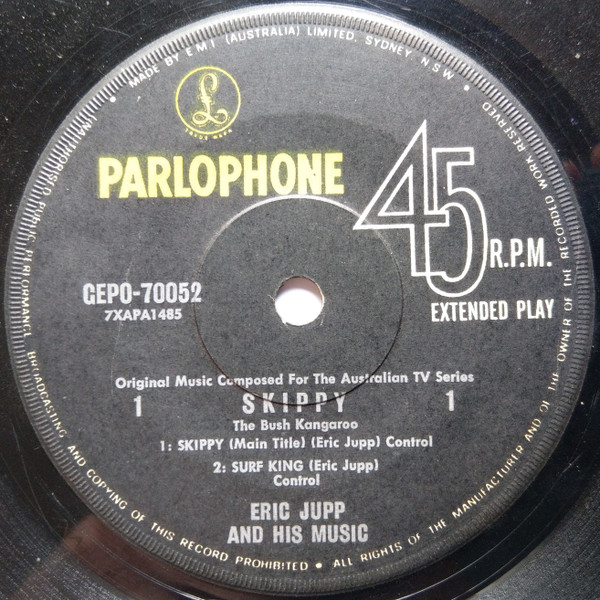 MADE BY E M I (AUSTRALIA) LIMITED, SYDNEY, N S W •
ALL RIGHTS OF THE MANUFACTURER AND OF THE OWNER OF THE RECORDED WORK RESERVED
UNAUTHORISED PUBLIC PERFORMANCE BROADCASTING AND COPYING OF THIS RECORD PROHIBITED •
£
TRADE MARK
PARLOPHONE
45
R.P.M.
EXTENDED PLAY
GEPO-70052
7XAPA1485
Original Music Composed For The Australian TV Series
1 SKIPPY 1
The Bush Kangaroo
1: SKIPPY (Main Title) (Eric Jupp) Control
2: SURF KING (Eric Jupp)
Control
ERIC JUPP
AND HIS MUSIC